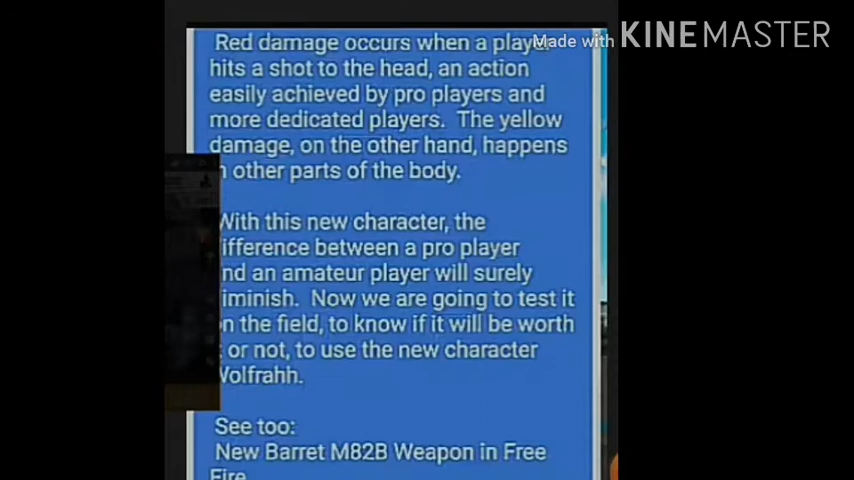 Made with KINEMASTER
Red damage occurs when a player
hits a shot to the head, an action
easily achieved by pro players and
more dedicated players. The yellow
damage, on the other hand, happens
other parts of the body.
With this new character, the
ifference between a pro player
nd an amateur player will surely
iminish. Now we are going to test it
n the field, to know if it will be worth
or not, to use the new character
Wolfrahh.
See too:
New Barret M82B Weapon in Free
Fire